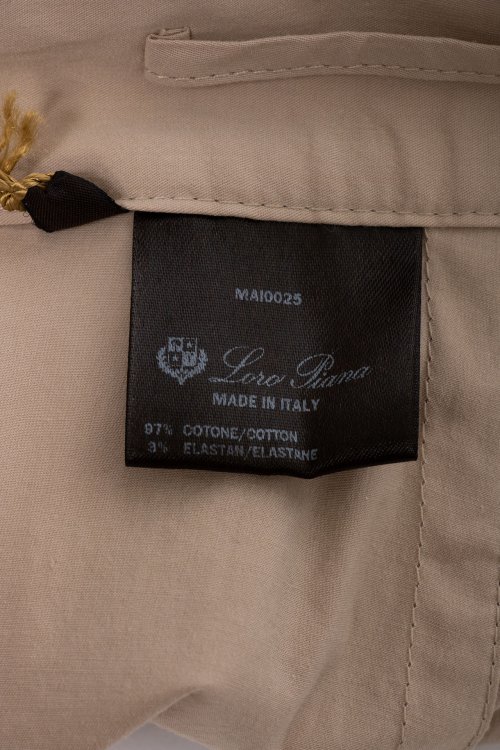 MAI0025
Loro Piana
MADE IN ITALY
97% COTONE/COTTON
3% ELASTAN/ELASTANE